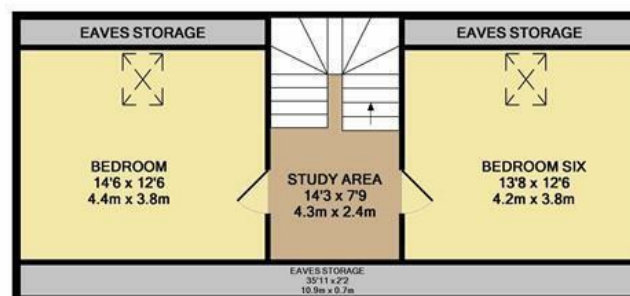 EAVES STORAGE
EAVES STORAGE
BEDROOM
14'6 x 12'6
4.4m x 3.8m
STUDY AREA
14'3 x 7'9
4.3m x 2.4m
BEDROOM SIX
13'8 x 12'6
4.2m x 3.8m
EAVES STORAGE
35'11 x 2'2
10.9m x 0.7m